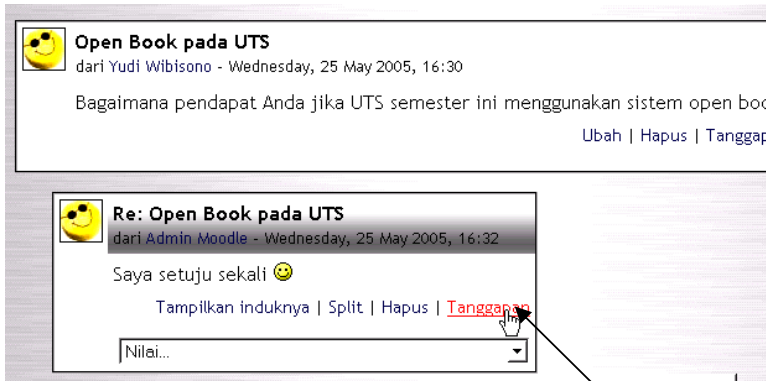 Open Book pada UTS
dari Yudi Wibisono - Wednesday, 25 May 2005, 16:30
Bagaimana pendapat Anda jika UTS semester ini menggunakan sistem open
Ubah | Hapus |
Re: Open Book pada UTS
dari Admin Moodle - Wednesday, 25 May 2005, 16:32
Saya setuju sekali
Tampilkan induknya | Split | Hapus | Tanggapan
Nilai...